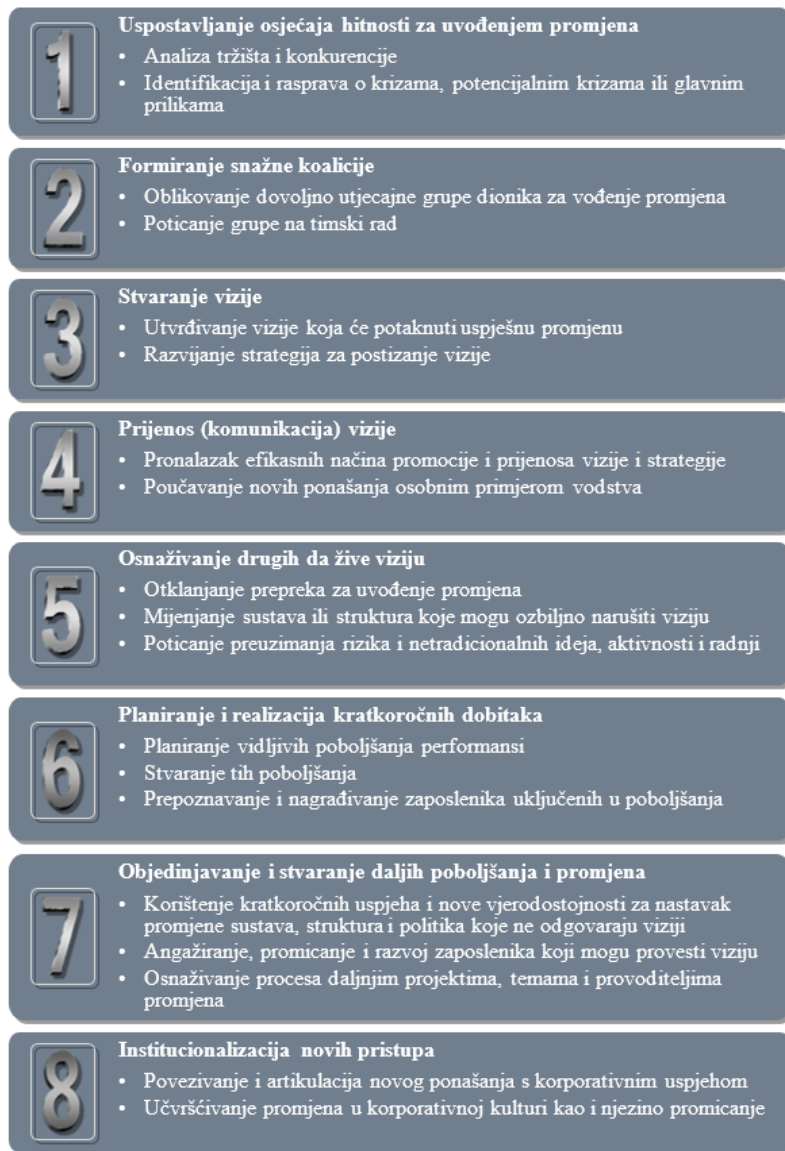 1
Uspostavljanje osjećaja hitnosti za uvođenjem promjena
• Analiza tržišta i konkurencije
• Identifikacija i rasprava o krizama, potencijalnim krizama ili glavnim
prilikama
2
Formiranje snažne koalicije
• Oblikovanje dovoljno utjecajne grupe dionika za vođenje promjena
• Poticanje grupe na timski rad
3
Stvaranje vizije
• Utvrđivanje vizije koja će potaknuti uspješnu promjenu
• Razvijanje strategija za postizanje vizije
4
Prijenos (komunikacija) vizije
• Pronalazak efikasnih načina promocije i prijenosa vizije i strategije
• Poučavanje novih ponašanja osobnim primjerom vodstva
5
Osnaživanje drugih da žive viziju
• Otklanjanje prepreka za uvođenje promjena
• Mijenjanje sustava ili struktura koje mogu ozbiljno narušiti viziju
• Poticanje preuzimanja rizika i netradicionalnih ideja, aktivnosti i radnji
6
Planiranje i realizacija kratkoročnih dobitaka
• Planiranje vidljivih poboljšanja performansi
• Stvaranje tih poboljšanja
• Prepoznavanje i nagrađivanje zaposlenika uključenih u poboljšanja
7
Objedinjavanje i stvaranje daljih poboljšanja i promjena
• Korištenje kratkoročnih uspjeha i nove vjerodostojnosti za nastavak
promjene sustava, struktura i politika koje ne odgovaraju viziji
• Angažiranje, promicanje i razvoj zaposlenika koji mogu provesti viziju
• Osnaživanje procesa daljnjim projektima, temama i provoditeljima
promjena
8
Institucionalizacija novih pristupa
• Povezivanje i artikulacija novog ponašanja s korporativnim uspjehom
• Učvršćivanje promjena u korporativnoj kulturi kao i njezino promicanje